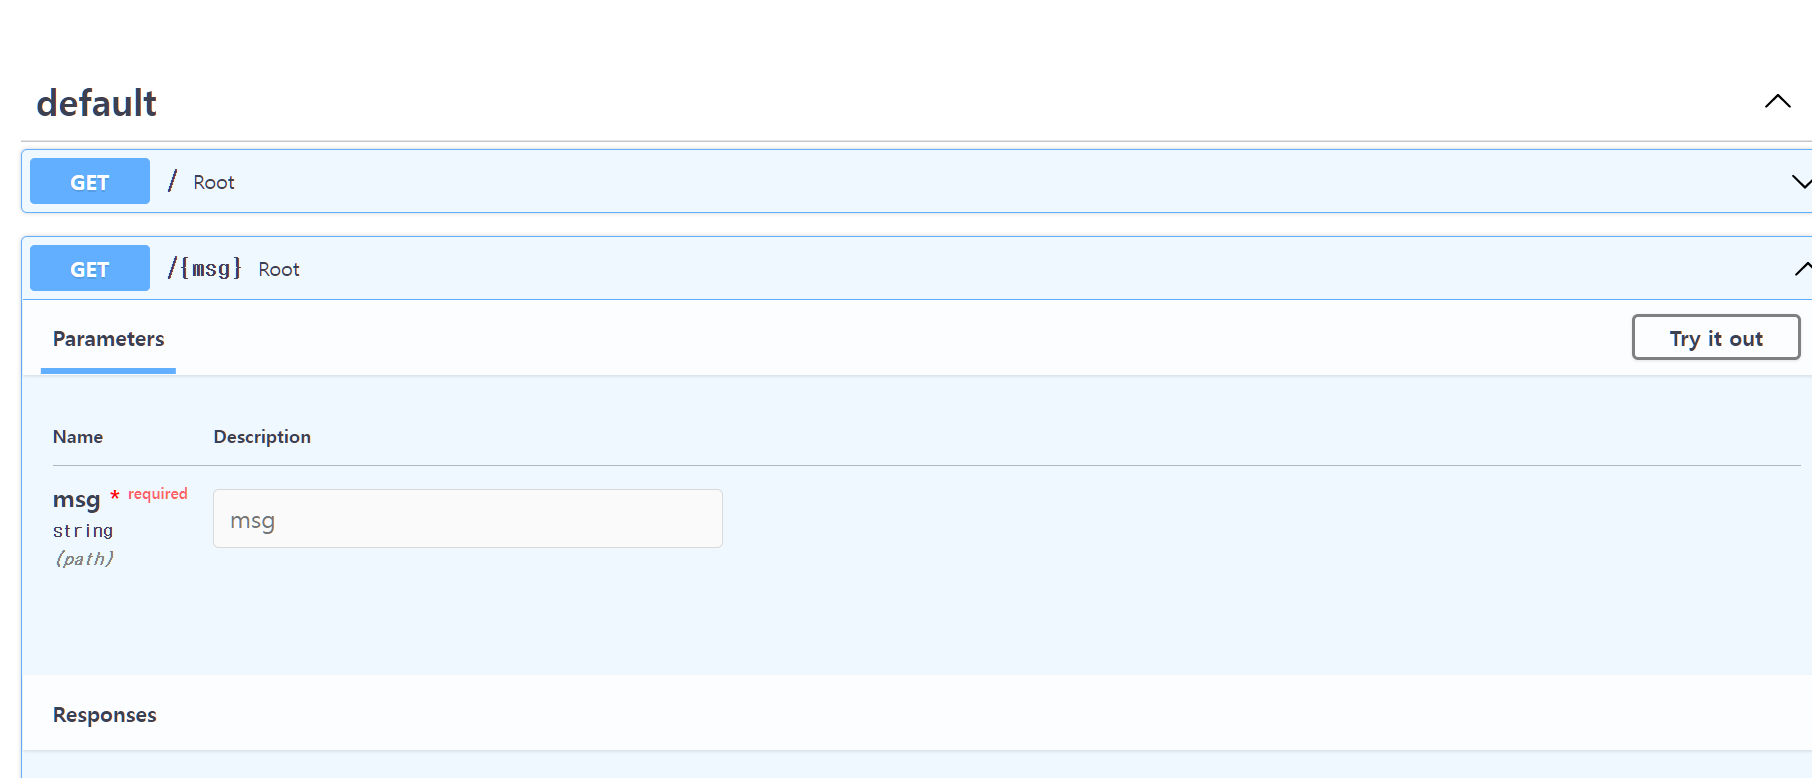 default
GET / Root
GET /{msg} Root
Parameters Try it out
Name Description
msg * required msg
string
(path)
Responses